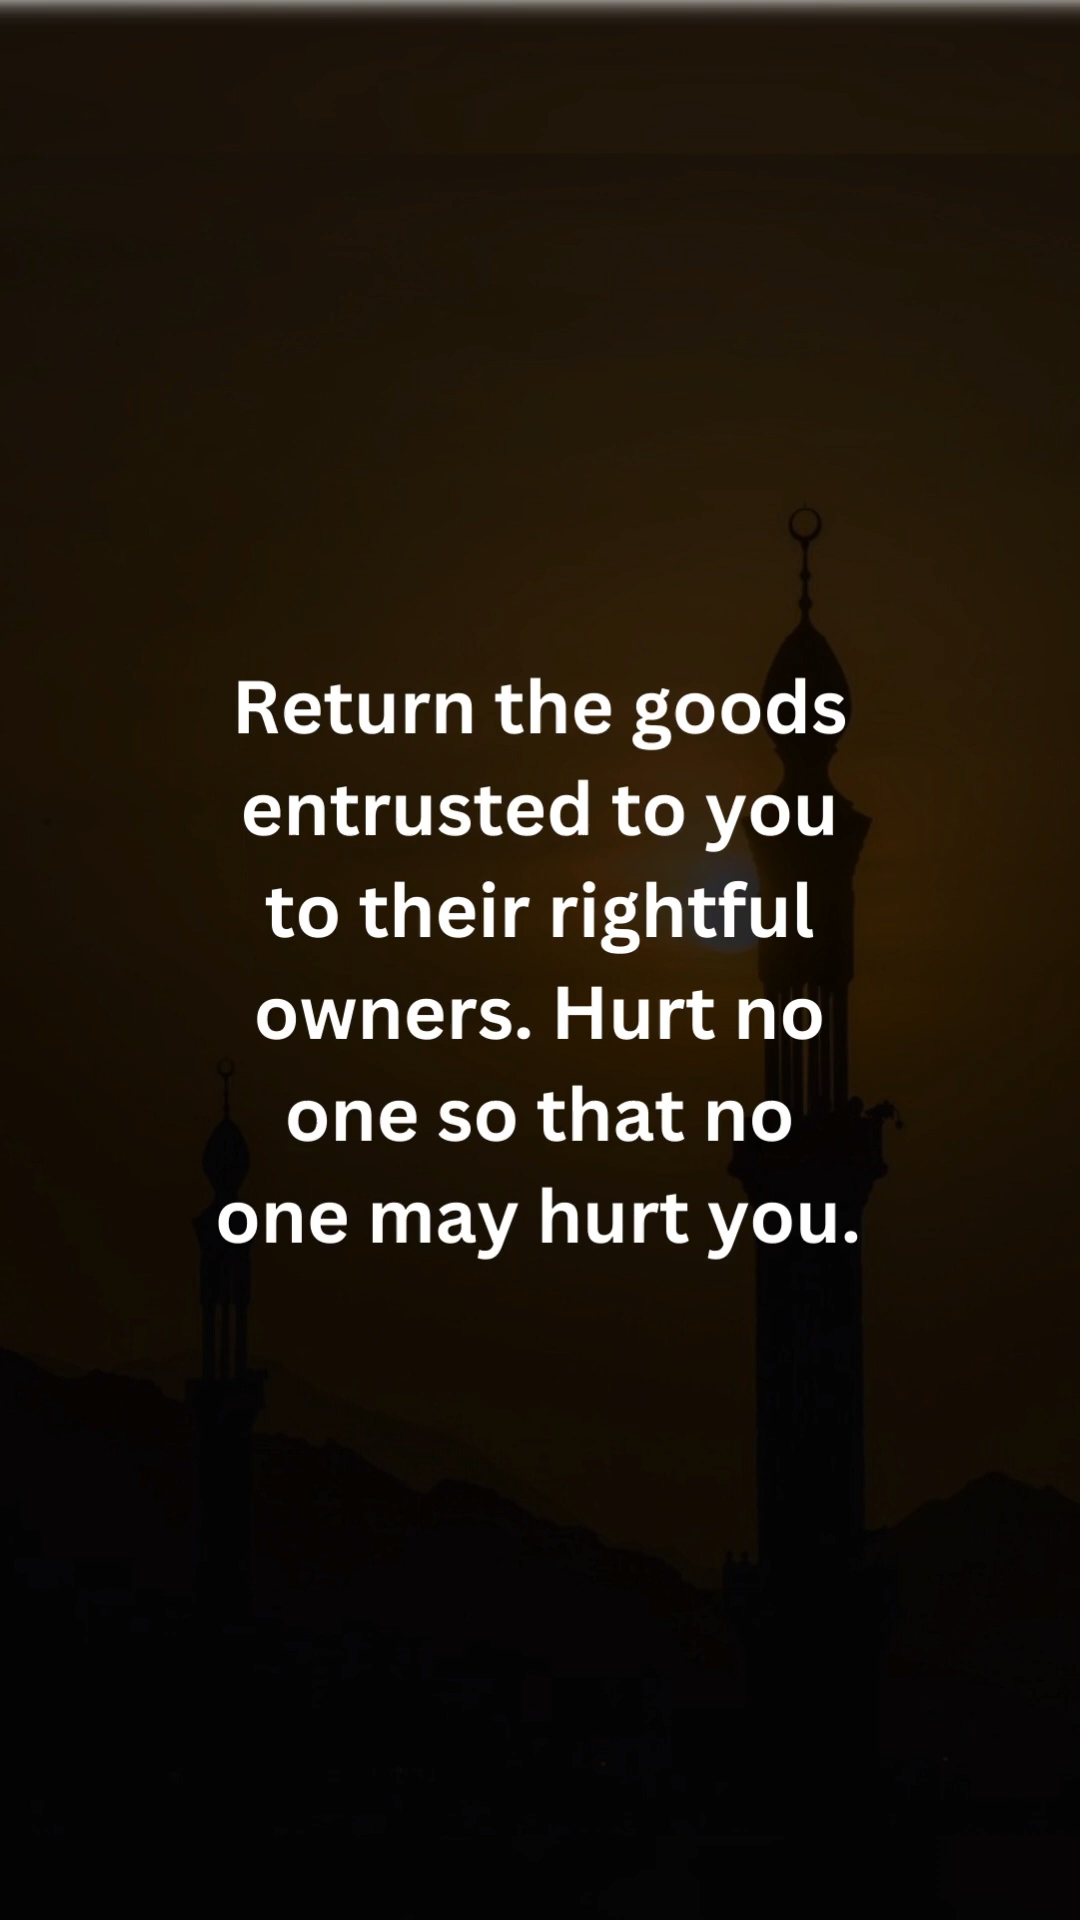 Return the goods
entrusted to you
to their rightful
owners. Hurt no
one so that no
one may hurt you.